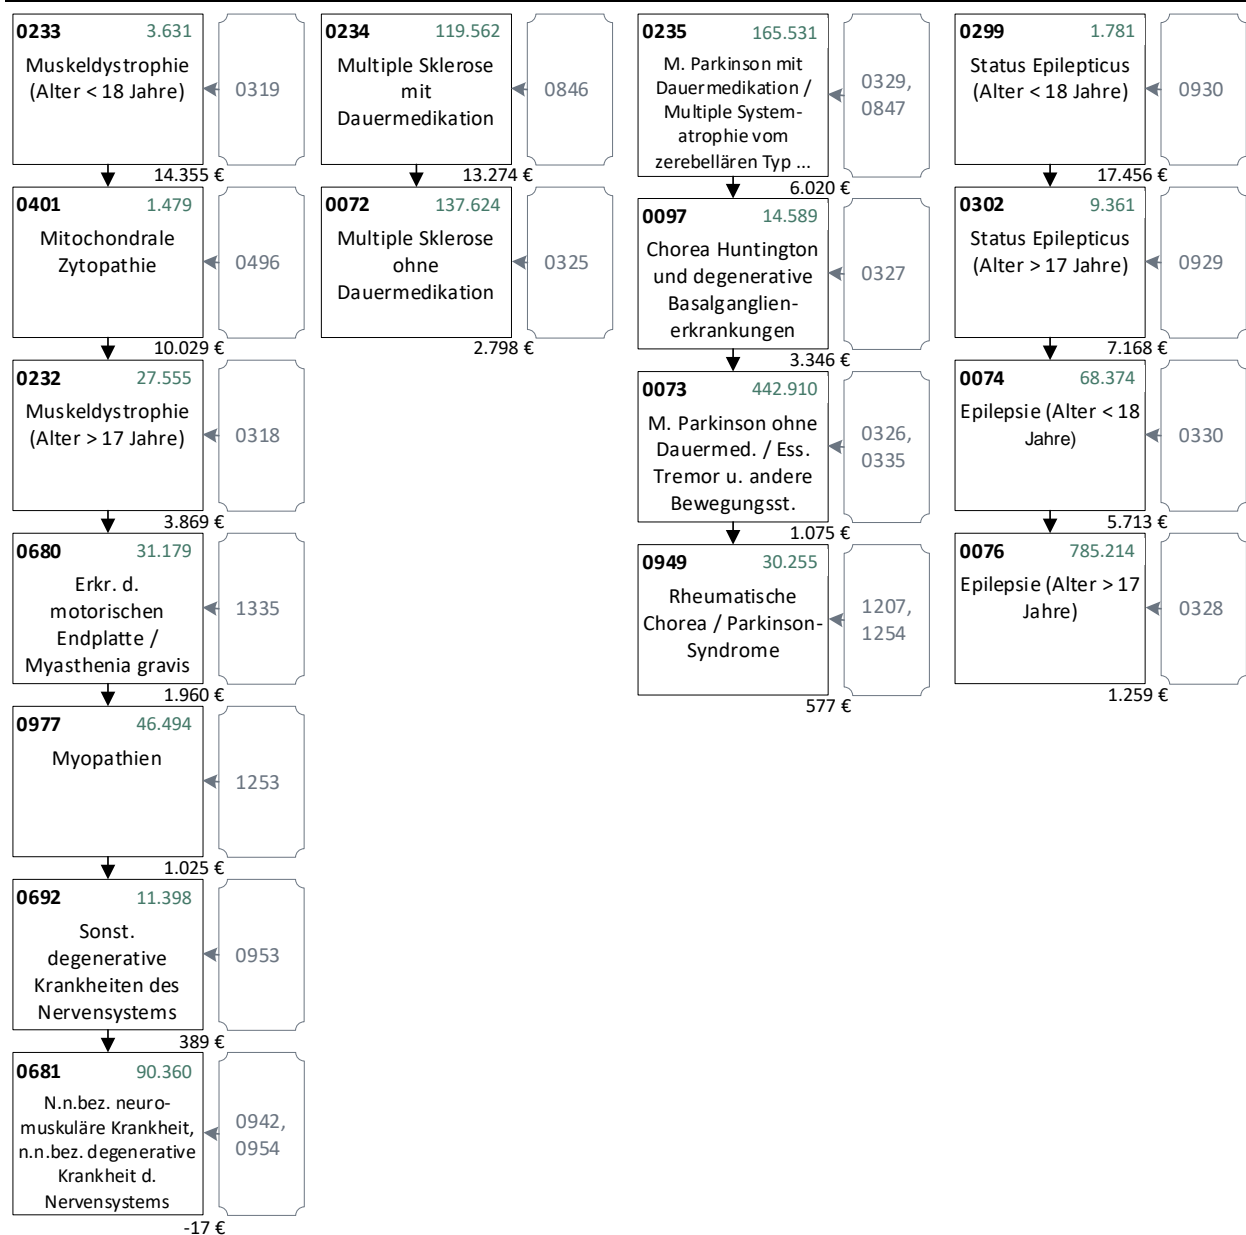 0233 3.631
Muskeldystrophie
(Alter < 18 Jahre)
0319
14.355 €
0401 1.479
Mitochondrale
Zytopathie
0496
10.029 €
0232 27.555
Muskeldystrophie
(Alter > 17 Jahre)
0318
3.869 €
0680 31.179
Erkr. d.
motorischen
Endplatte /
Myasthenia gravis
1335
1.960 €
0977 46.494
Myopathien
1253
1.025 €
0692 11.398
Sonst.
degenerative
Krankheiten des
Nervensystems
0953
389 €
0681 90.360
N.n.bez. neuro-
muskuläre Krankheit,
n.n.bez. degenerative
Krankheit d.
Nervensystems
0942,
0954
-17 €
0234 119.562
Multiple Sklerose
mit
Dauermedikation
0846
13.274 €
0072 137.624
Multiple Sklerose
ohne
Dauermedikation
0325
2.798 €
0235 165.531
M. Parkinson mit
Dauermedikation /
Multiple System-
atrophie vom
zerebellären Typ ...
0329,
0847
6.020 €
0097 14.589
Chorea Huntington
und degenerative
Basalganglien-
erkrankungen
0327
3.346 €
0073 442.910
M. Parkinson ohne
Dauermed. / Ess.
Tremor u. andere
Bewegungsst.
0326,
0335
1.075 €
0949 30.255
Rheumatische
Chorea / Parkinson-
Syndrome
1207,
1254
577 €
0299 1.781
Status Epilepticus
(Alter < 18 Jahre)
0930
17.456 €
0302 9.361
Status Epilepticus
(Alter > 17 Jahre)
0929
7.168 €
0074 68.374
Epilepsie (Alter < 18
Jahre)
0330
5.713 €
0076 785.214
Epilepsie (Alter > 17
Jahre)
0328
1.259 €